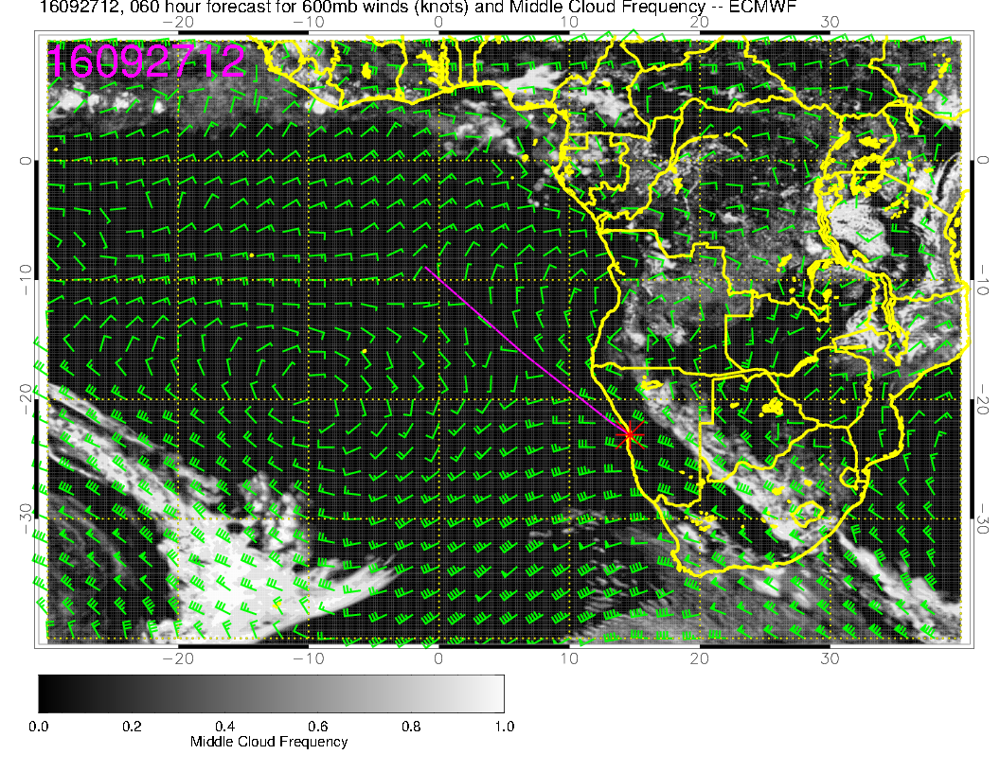 16092712, 060 hour forecast for 600mb winds (knots) and Middle Cloud Frequency -- ECMWF
-20 -10 0 10 20 30
16092712
0 0
-10 -10
-20 -20
-30 -30
-20 -10 0 10 20 30
0.0 0.2 0.4 0.6 0.8 1.0
Middle Cloud Frequency